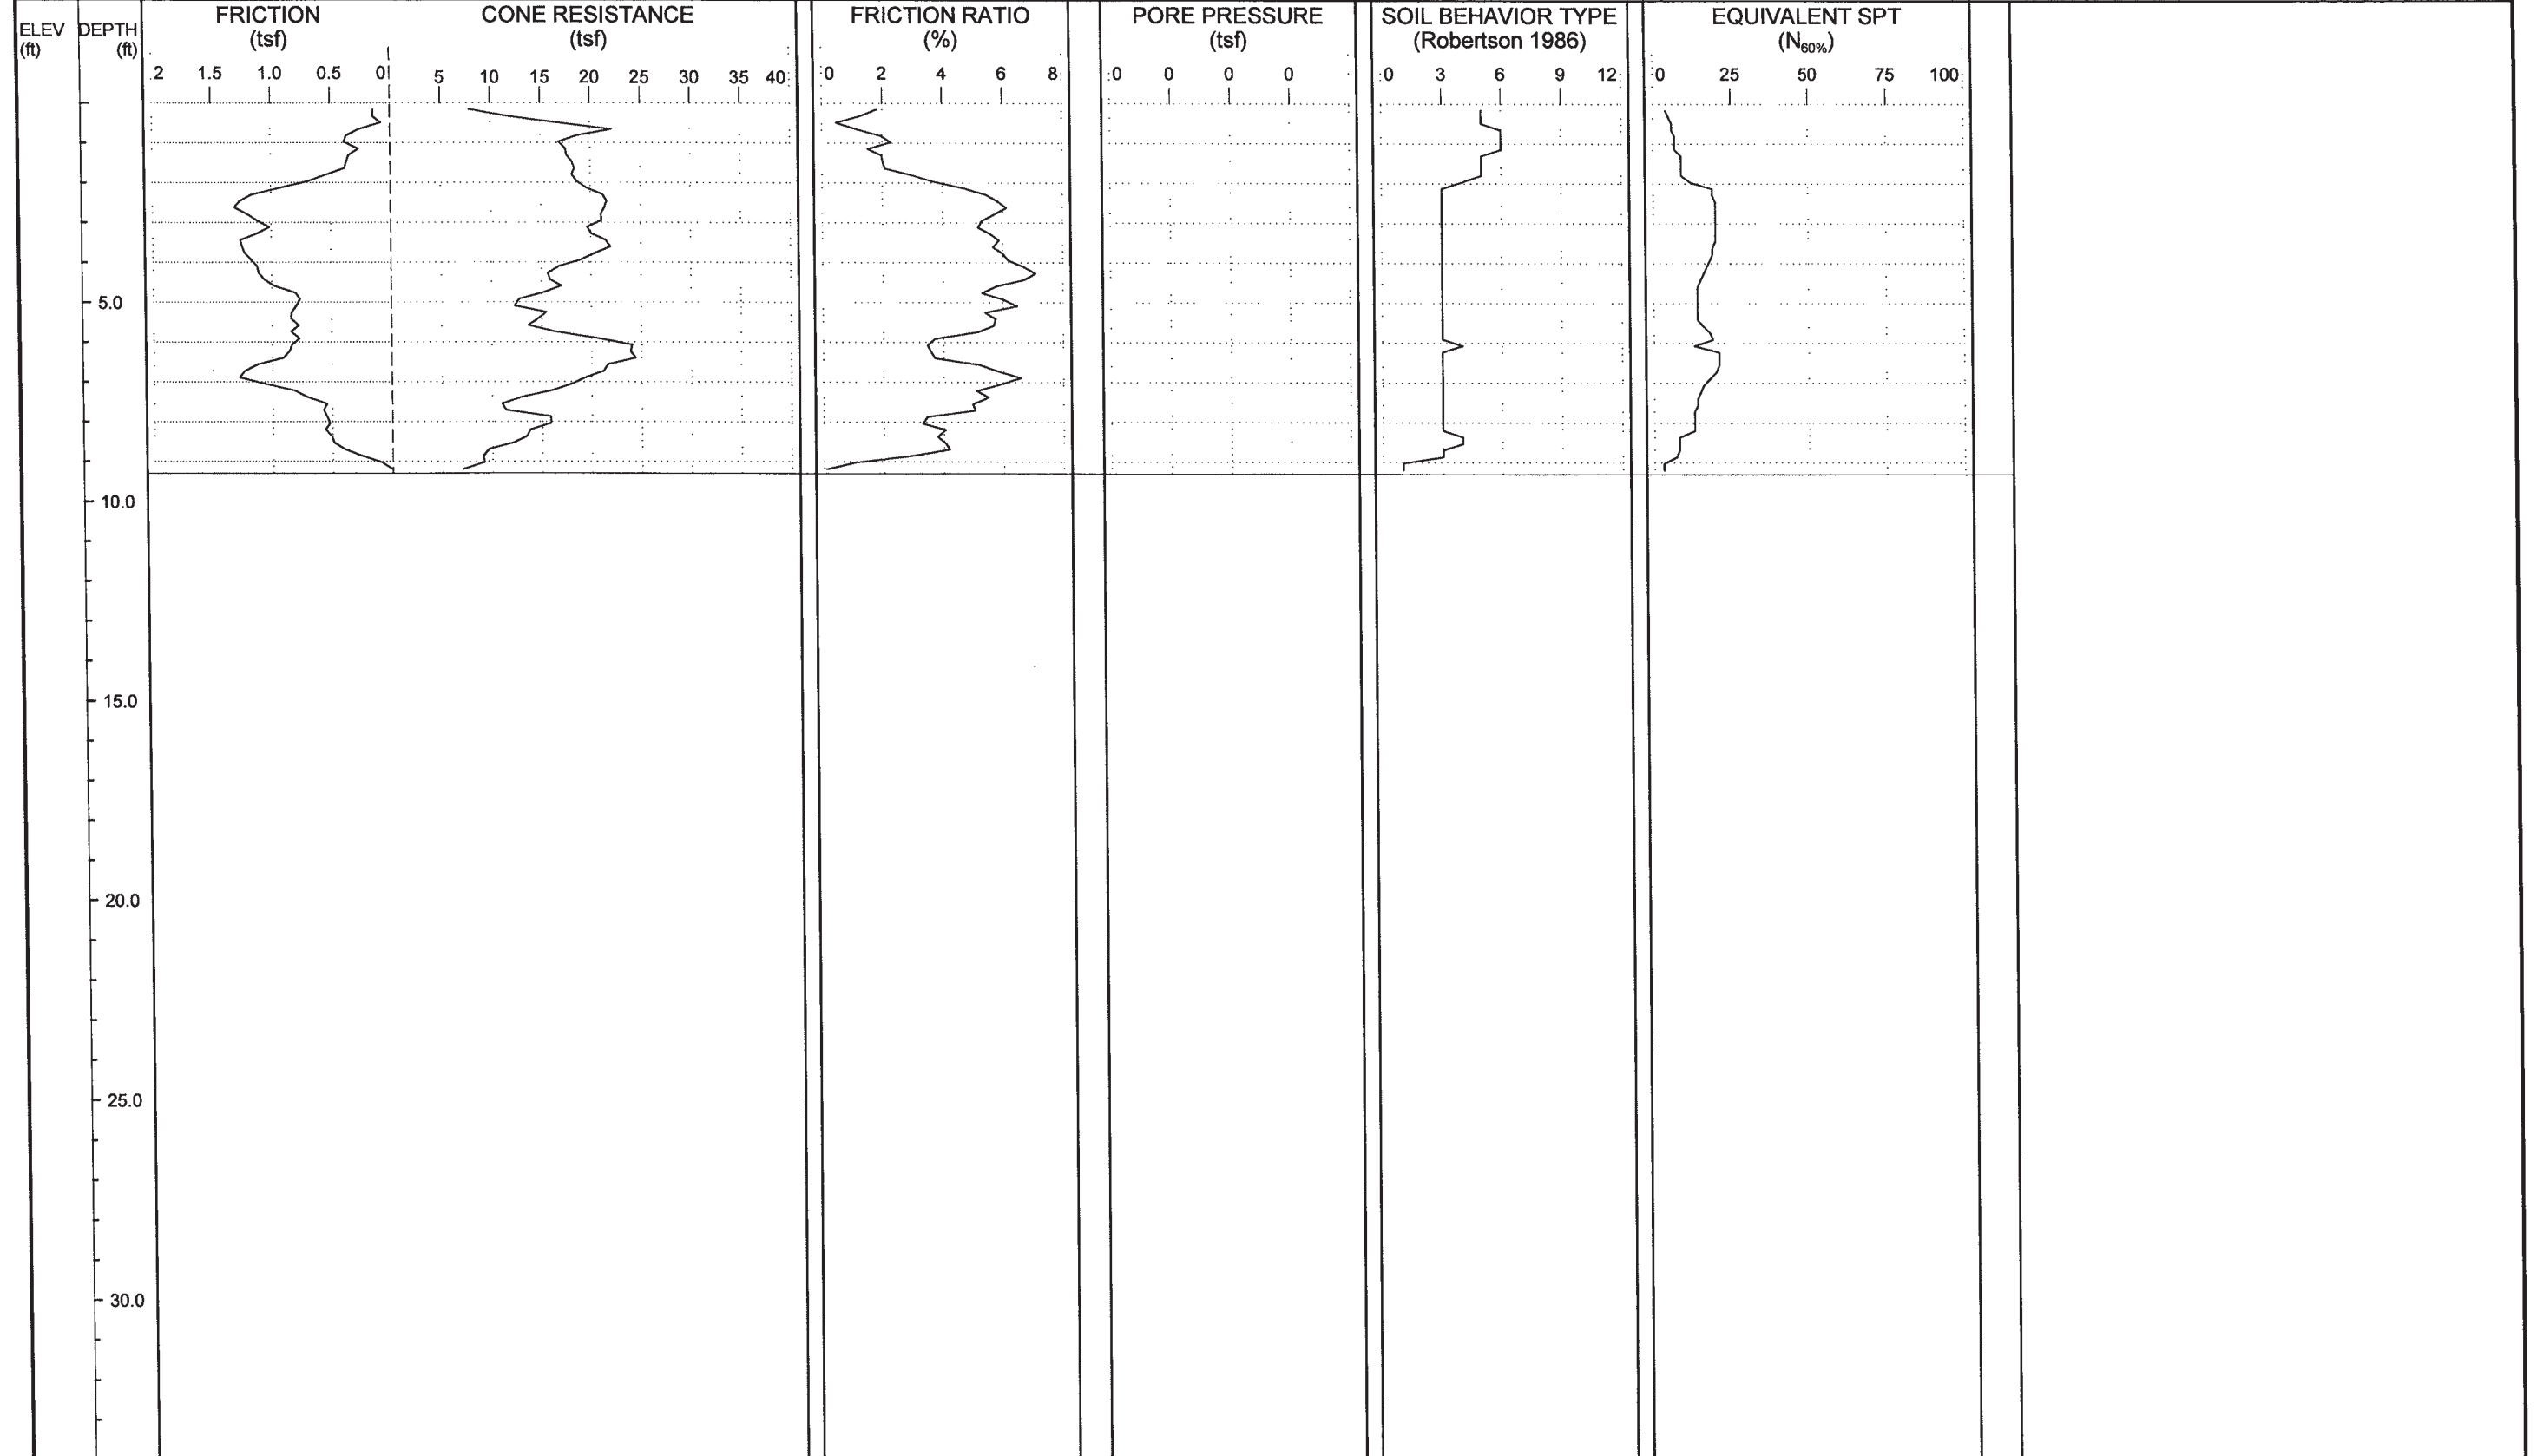 ELEV
(ft)
DEPTH
(ft)
FRICTION
(tsf)
.2 1.5 1.0 0.5 0
CONE RESISTANCE
(tsf)
5 10 15 20 25 30 35 40
FRICTION RATIO
(%)
0 2 4 6 8
PORE PRESSURE
(tsf)
0 0 0 0
SOIL BEHAVIOR TYPE
(Robertson 1986)
0 3 6 9 12
EQUIVALENT SPT
(N60%)
0 25 50 75 100
5.0
10.0
15.0
20.0
25.0
30.0